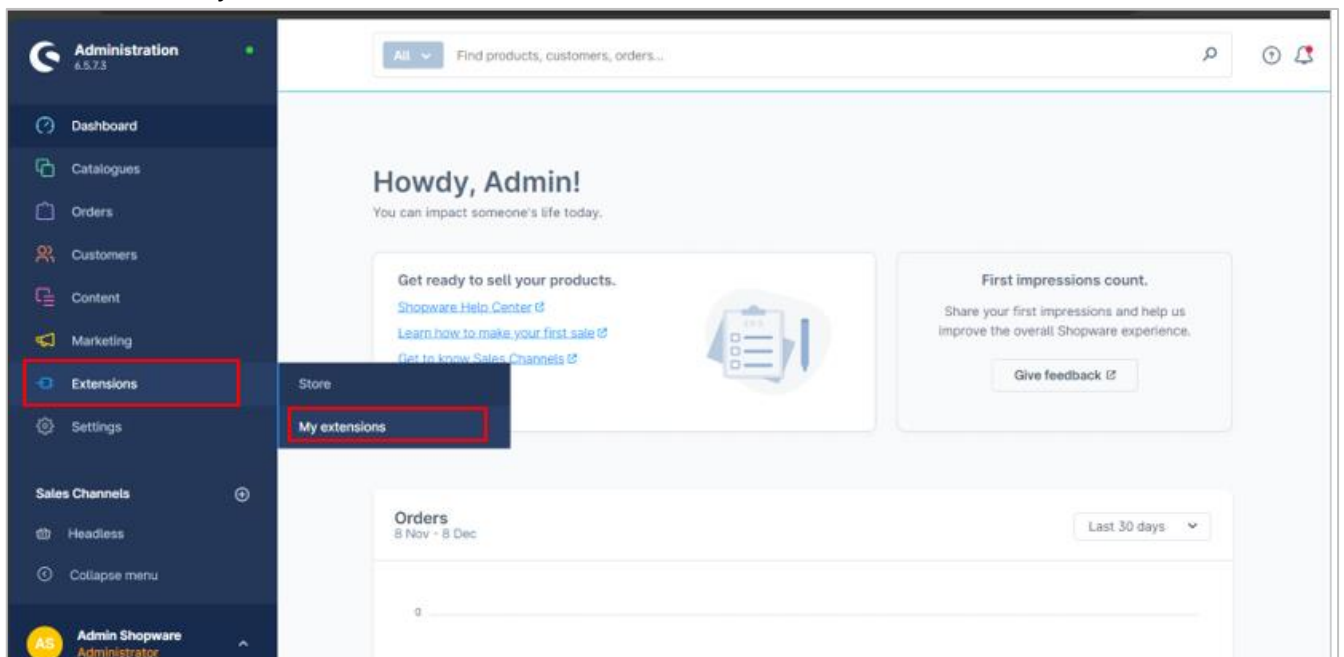 Administration
6.5.7.3
All
Find products, customers, orders...
Dashboard
Catalogues
Orders
Customers
Content
Marketing
Extensions
Settings
Store
My extensions
Sales Channels
Headless
Collapse menu
AS
Admin Shopware
Administrator
Howdy, Admin!
You can impact someone's life today.
Get ready to sell your products.
Shopware Help Center
Learn how to make your first sale
Get to know Sales Channels
First impressions count.
Share your first impressions and help us
improve the overall Shopware experience.
Give feedback
Orders
8 Nov - 8 Dec
Last 30 days
0